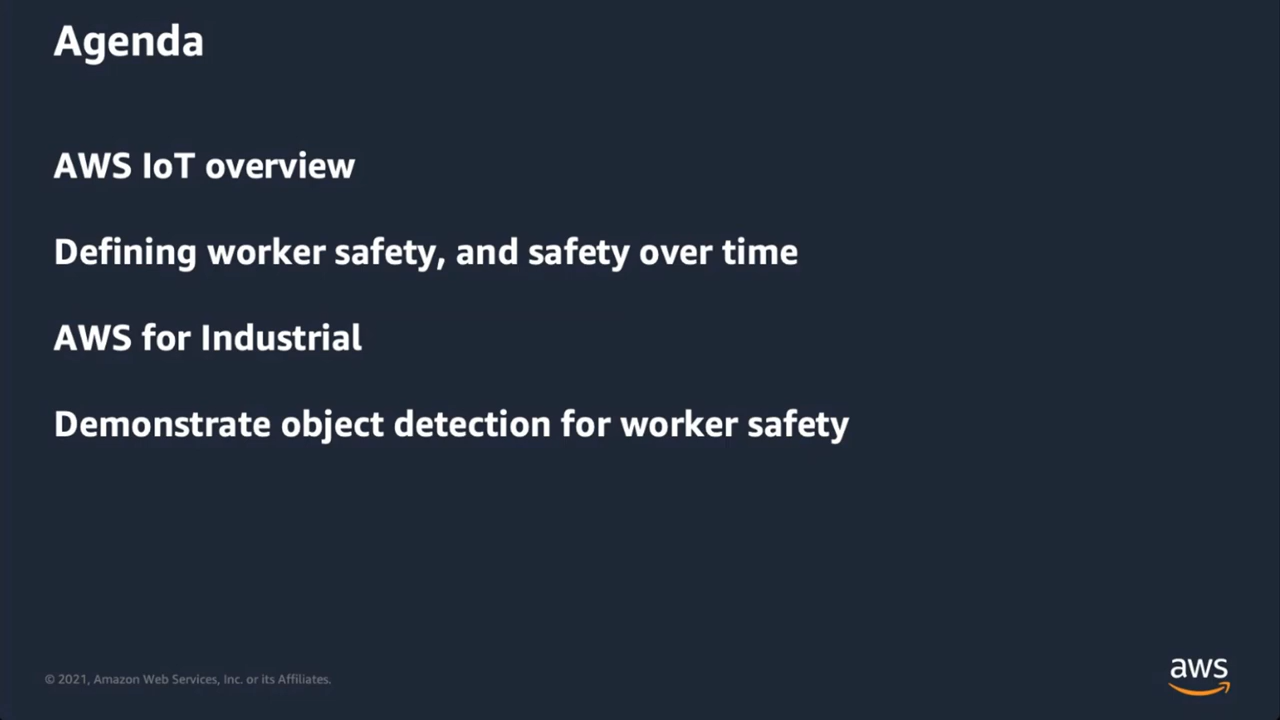 Agenda
AWS IoT overview
Defining worker safety, and safety over time
AWS for Industrial
Demonstrate object detection for worker safety
© 2021, Amazon Web Services, Inc. or its Affiliates.
aws